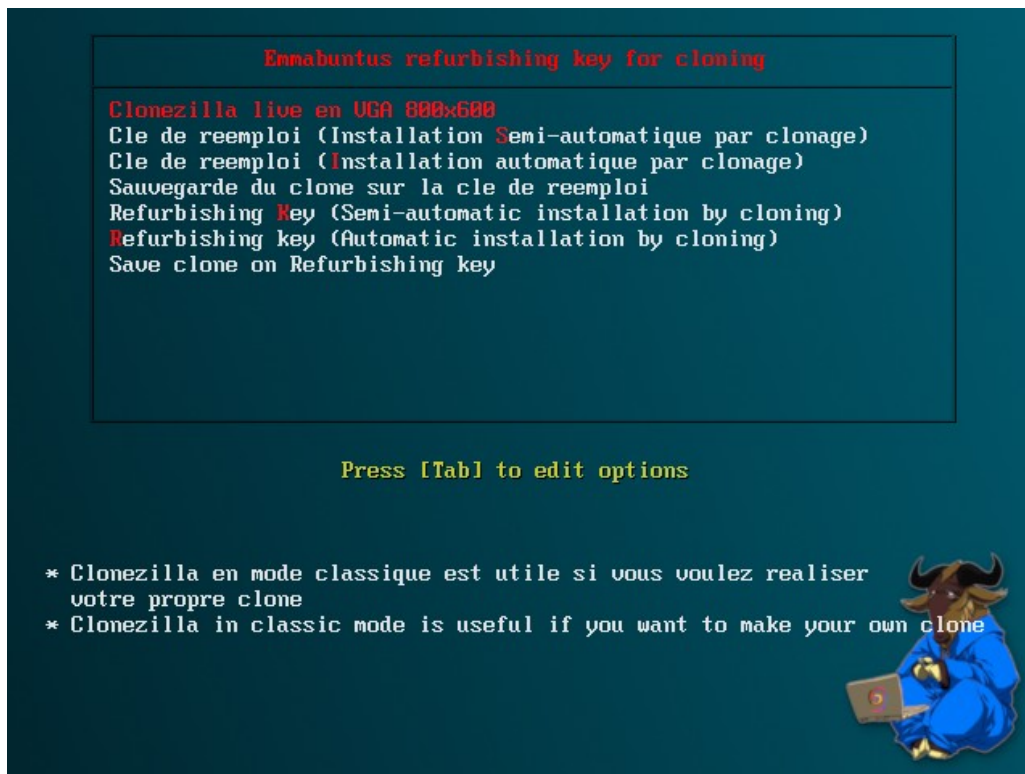 Emmabuntus refurbishing key for cloning
Clonezilla live en VGA 800x600
Cle de reemploi (Installation Semi-automatique par clonage)
Cle de reemploi (Installation automatique par clonage)
Sauvegarde du clone sur la cle de reemploi
Refurbishing Key (Semi-automatic installation by cloning)
Refurbishing key (Automatic installation by cloning)
Save clone on Refurbishing key
Press [Tab] to edit options
* Clonezilla en mode classique est utile si vous voulez realiser
votre propre clone
* Clonezilla in classic mode is useful if you want to make your own clone